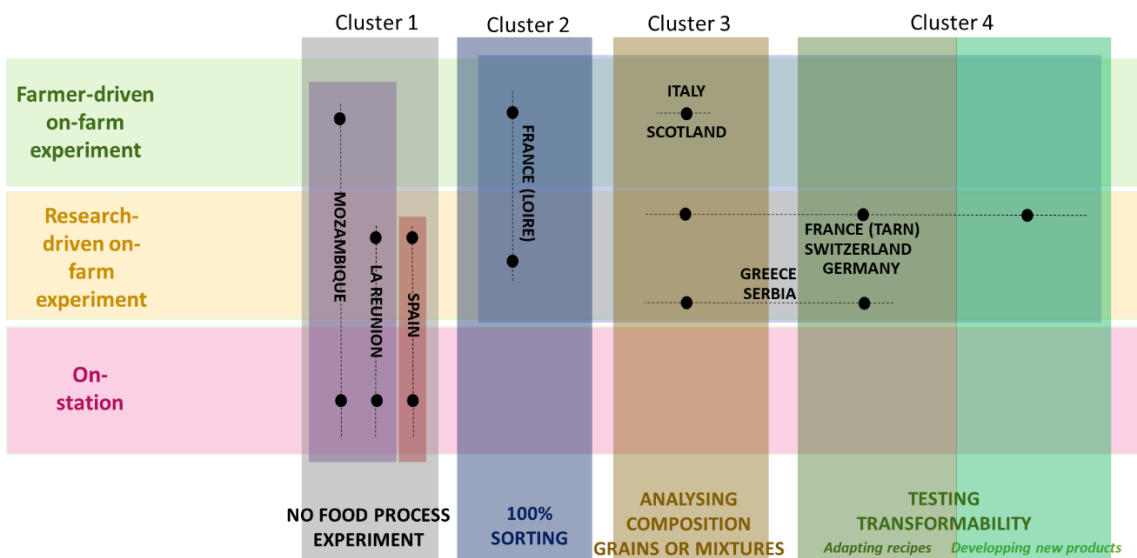 Cluster 1
Cluster 2
Cluster 3
Cluster 4
Farmer-driven
on-farm
experiment
Research-
driven on-
farm
experiment
On-
station
MOZAMBIQUE
LA REUNION
SPAIN
FRANCE (LOIRE)
ITALY
SCOTLAND
FRANCE (TARN)
SWITZERLAND
GERMANY
GREECE
SERBIA
NO FOOD PROCESS
EXPERIMENT
100%
SORTING
ANALYSING
COMPOSITION
GRAINS OR MIXTURES
TESTING
TRANSFORMABILITY
Adapting recipes
Developping new products